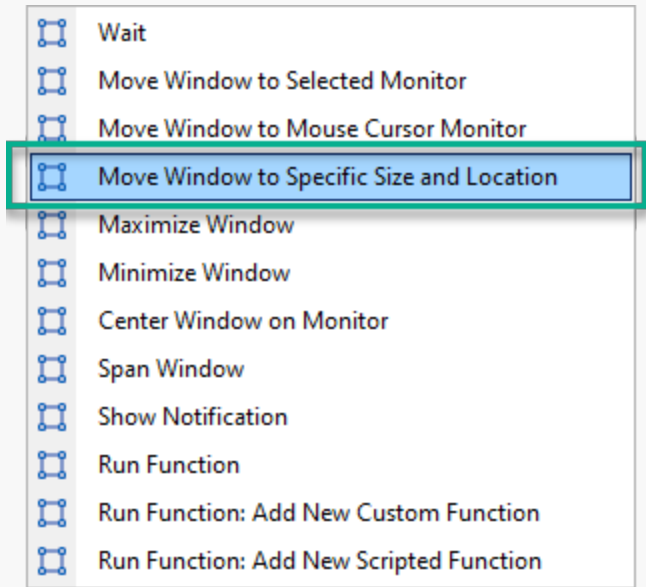 Wait
Move Window to Selected Monitor
Move Window to Mouse Cursor Monitor
Move Window to Specific Size and Location
Maximize Window
Minimize Window
Center Window on Monitor
Span Window
Show Notification
Run Function
Run Function: Add New Custom Function
Run Function: Add New Scripted Function